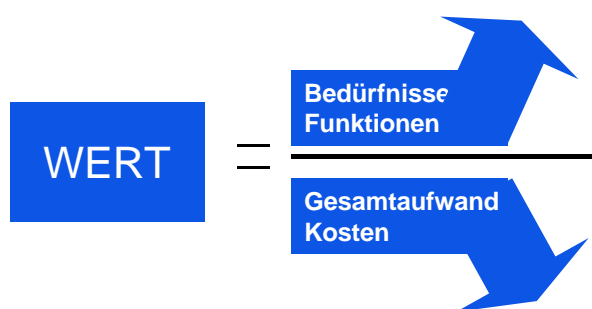 WERT
=
Bedürfnisse
Funktionen
Gesamtaufwand
Kosten